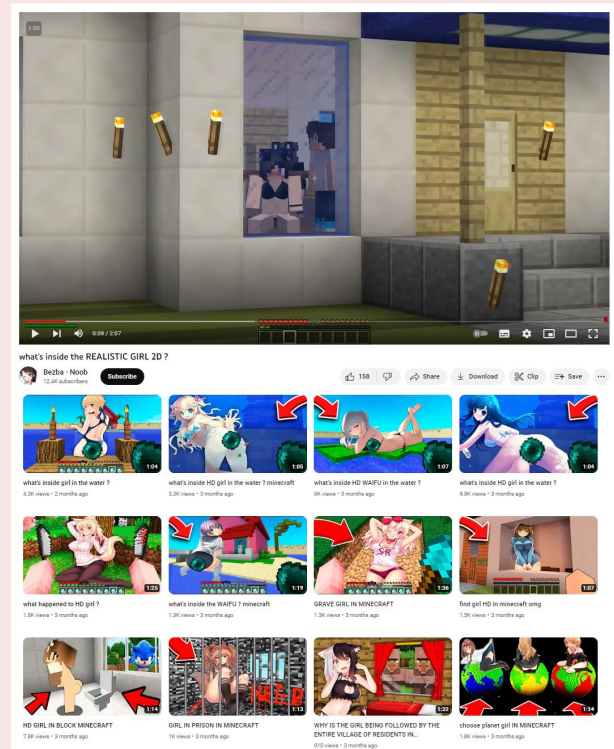 1.00
0:09 / 2:07
what's inside the REALISTIC GIRL 2D ?
Bezba - Noob
12.4K subscribers
Subscribe
158
Share
Download
Clip
Save
1:04
1:05
1:07
1:04
what's inside girl in the water ?
4.3K views • 2 months ago
what's inside HD girl in the water ? minecraft
3.3K views • 3 months ago
what's inside HD WAIFU in the water ?
6K views • 3 months ago
what's inside HD girl in the water ?
9.9K views • 3 months ago
1:25
1:19
SR
1:36
1:07
what happened to HD girl ?
1.8K views • 3 months ago
what's inside the WAIFU ? minecraft
1.3K views • 3 months ago
GRAVE GIRL IN MINECRAFT
1.3K views • 3 months ago
find girl HD in minecraft omg
1.5K views • 3 months ago
1:14
1:13
1:32
1:14
HD GIRL IN BLOCK MINECRAFT
7.8K views • 3 months ago
GIRL IN PRISON IN MINECRAFT
1K views • 3 months ago
WHY IS THE GIRL BEING FOLLOWED BY THE
ENTIRE VILLAGE OF RESIDENTS IN...
910 views • 3 months ago
choose planet girl IN MINECRAFT
1.8K views • 3 months ago